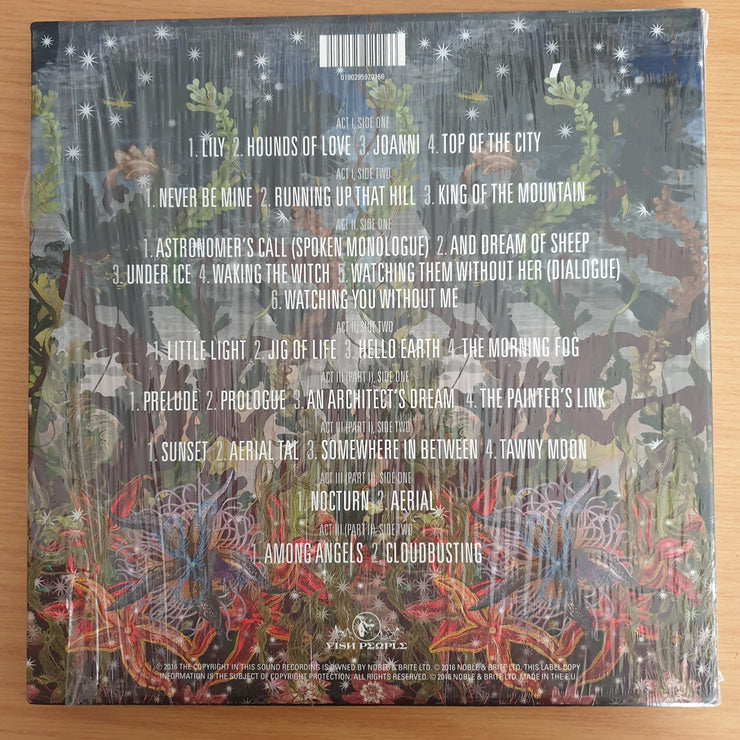 0190295920166
ACT I, SIDE ONE
1. LILY 2. HOUNDS OF LOVE 3. JOANNI 4. TOP OF THE CITY
ACT I, SIDE TWO
1. NEVER BE MINE 2. RUNNING UP THAT HILL 3. KING OF THE MOUNTAIN
ACT II, SIDE ONE
1. ASTRONOMER'S CALL (SPOKEN MONOLOGUE) 2. AND DREAM OF SHEEP
3. UNDER ICE 4. WAKING THE WITCH 5. WATCHING THEM WITHOUT HER (DIALOGUE)
6. WATCHING YOU WITHOUT ME
ACT II, SIDE TWO
1. LITTLE LIGHT 2. JIG OF LIFE 3. HELLO EARTH 4. THE MORNING FOG
ACT III (PART I), SIDE ONE
1. PRELUDE 2. PROLOGUE 3. AN ARCHITECT'S DREAM 4. THE PAINTER'S LINK
ACT III (PART I), SIDE TWO
1. SUNSET 2. AERIAL TAL 3. SOMEWHERE IN BETWEEN 4. TAWNY MOON
ACT III (PART II), SIDE ONE
1. NOCTURN 2. AERIAL
ACT III (PART II), SIDE TWO
1. AMONG ANGELS 2. CLOUDBUSTING
FISH PEOPLE
℗ 2016 THE COPYRIGHT IN THIS SOUND RECORDING IS OWNED BY NOBLE & BRITE LTD. © 2016 NOBLE & BRITE LTD. THIS LABEL COPY
INFORMATION IS THE SUBJECT OF COPYRIGHT PROTECTION. ALL RIGHTS RESERVED. © 2016 NOBLE & BRITE LTD. MADE IN THE E.U.